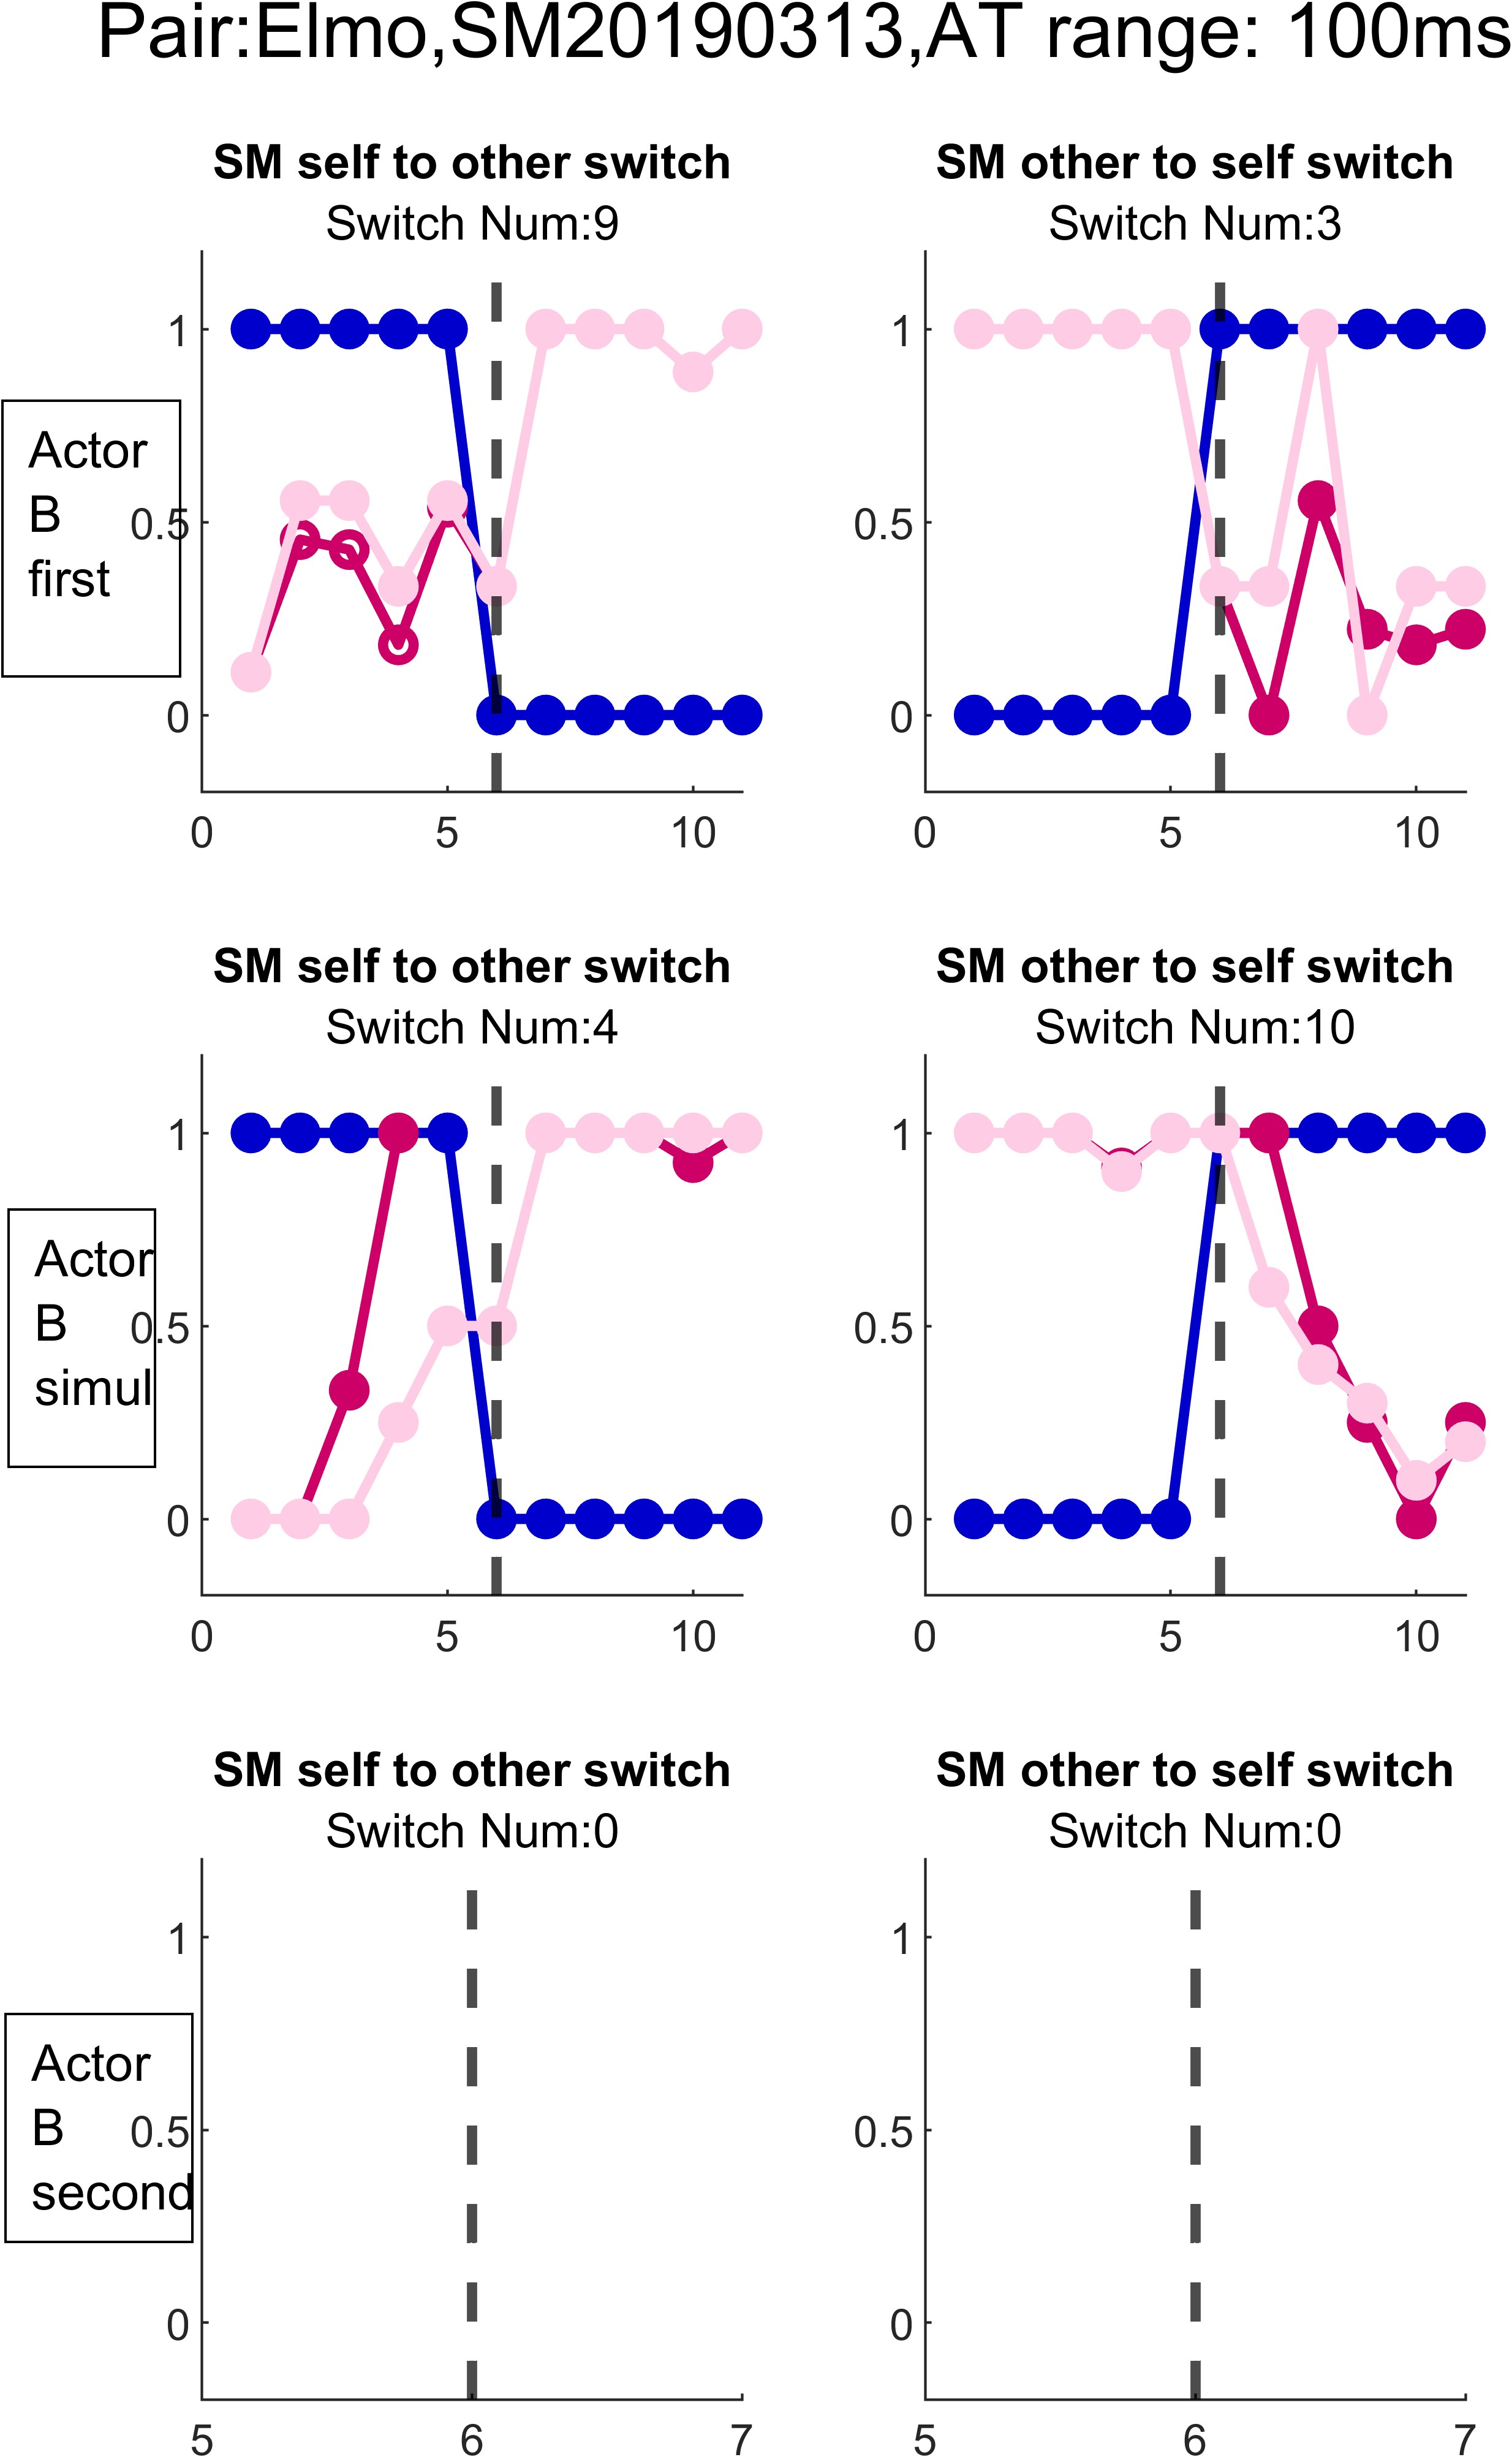 Pair:Elmo,SM20190313,AT range: 100ms
SM self to other switch
Switch Num:9
SM other to self switch
Switch Num:3
Actor
B
first
1
0.5
0
0
5
10
1
0.5
0
0
5
10
SM self to other switch
Switch Num:4
SM other to self switch
Switch Num:10
Actor
B
simul
1
0.5
0
0
5
10
1
0.5
0
0
5
10
SM self to other switch
Switch Num:0
SM other to self switch
Switch Num:0
Actor
B
second
1
0.5
0
5
6
7
1
0.5
0
5
6
7